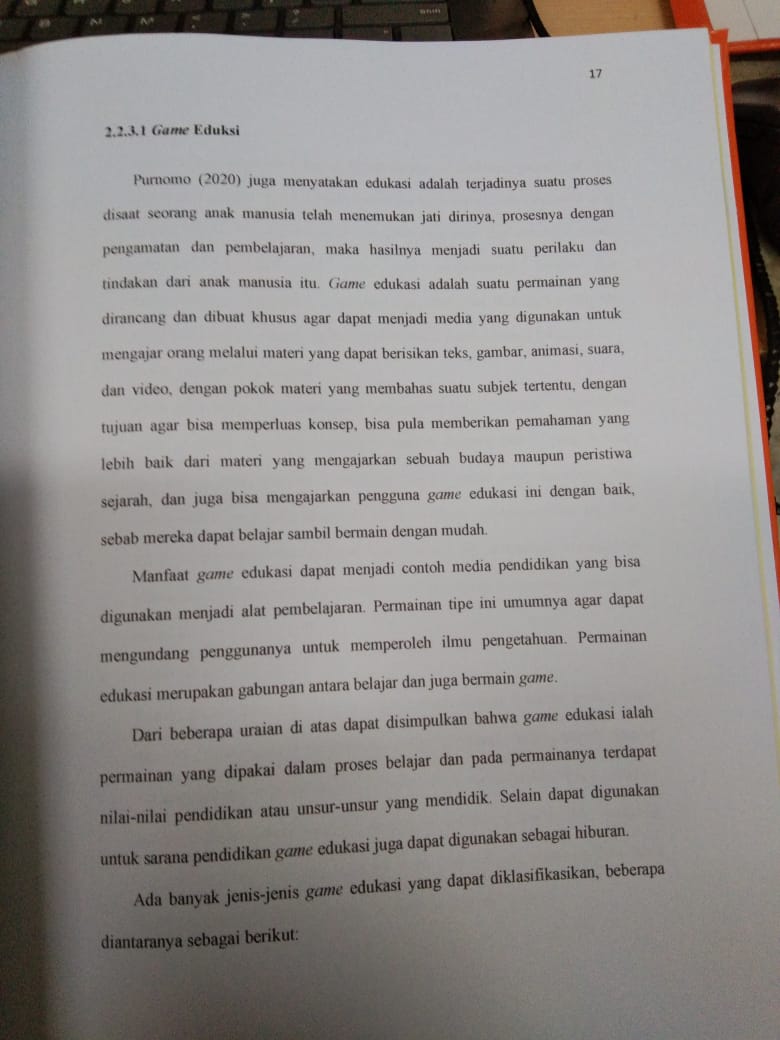 17
2.2.3.1 Game Eduksi
Purnomo (2020) juga menyatakan edukasi adalah terjadinya suatu proses
disaat seorang anak manusia telah menemukan jati dirinya, prosesnya dengan
pengamatan dan pembelajaran, maka hasilnya menjadi suatu perilaku dan
tindakan dari anak manusia itu. Game edukasi adalah suatu permainan yang
dirancang dan dibuat khusus agar dapat menjadi media yang digunakan untuk
mengajar orang melalui materi yang dapat berisikan teks, gambar, animasi, suara,
dan video, dengan pokok materi yang membahas suatu subjek tertentu, dengan
tujuan agar bisa memperluas konsep, bisa pula memberikan pemahaman yang
lebih baik dari materi yang mengajarkan sebuah budaya maupun peristiwa
sejarah, dan juga bisa mengajarkan pengguna game edukasi ini dengan baik,
sebab mereka dapat belajar sambil bermain dengan mudah.
Manfaat game edukasi dapat menjadi contoh media pendidikan yang bisa
digunakan menjadi alat pembelajaran. Permainan tipe ini umumnya agar dapat
mengundang penggunanya untuk memperoleh ilmu pengetahuan. Permainan
edukasi merupakan gabungan antara belajar dan juga bermain game.
Dari beberapa uraian di atas dapat disimpulkan bahwa game edukasi ialah
permainan yang dipakai dalam proses belajar dan pada permainanya terdapat
nilai-nilai pendidikan atau unsur-unsur yang mendidik. Selain dapat digunakan
untuk sarana pendidikan game edukasi juga dapat digunakan sebagai hiburan.
Ada banyak jenis-jenis game edukasi yang dapat diklasifikasikan, beberapa
diantaranya sebagai berikut: